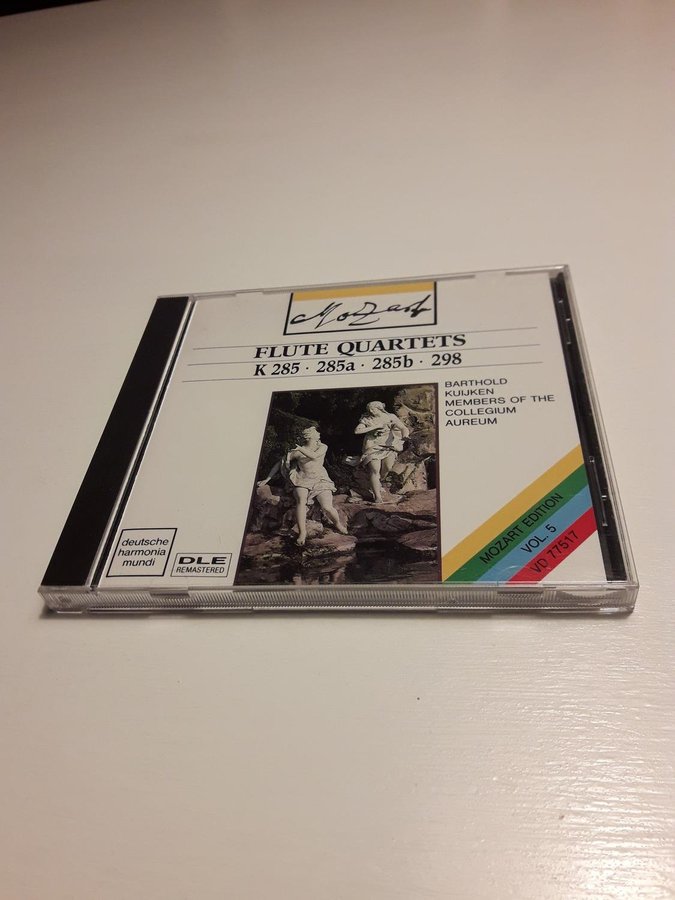 Mozart
FLUTE QUARTETS
K 285 · 285a · 285b · 298
BARTHOLD
KUIJKEN
MEMBERS OF THE
COLLEGIUM
AUREUM
MOZART EDITION
VOL. 5
VD 77517
deutsche
harmonia
mundi
DLE
REMASTERED